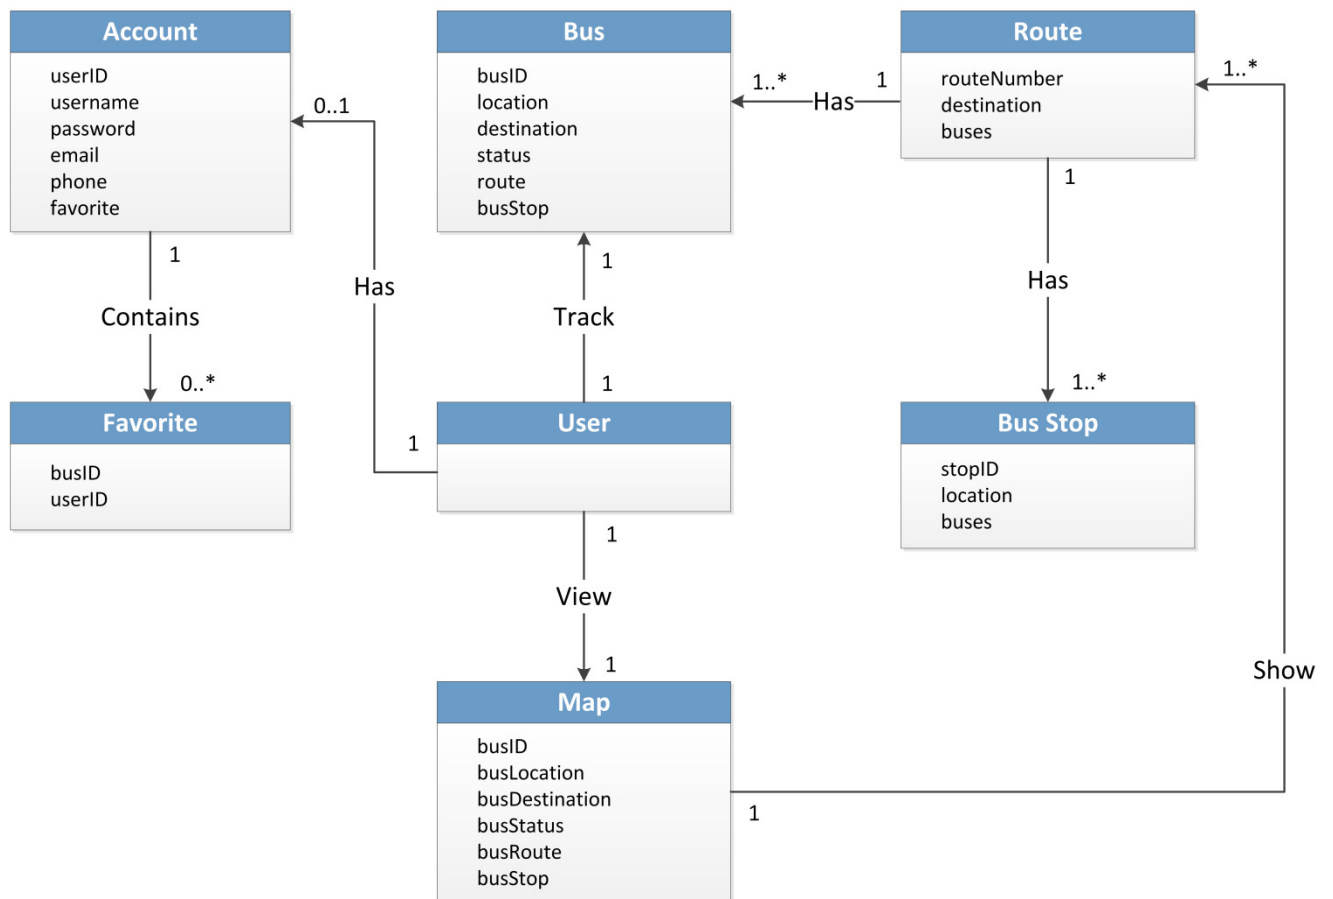 Account
userID
username
password
email
phone
favorite
Bus
busID
location
destination
status
route
busStop
Route
routeNumber
destination
buses
0..1
1..*
Has
1
1..*
1
Contains
0..*
Has
1
1
Track
1
1
Has
1..*
Favorite
busID
userID
User
Bus Stop
stopID
location
buses
1
View
1
Map
busID
busLocation
busDestination
busStatus
busRoute
busStop
1
Show